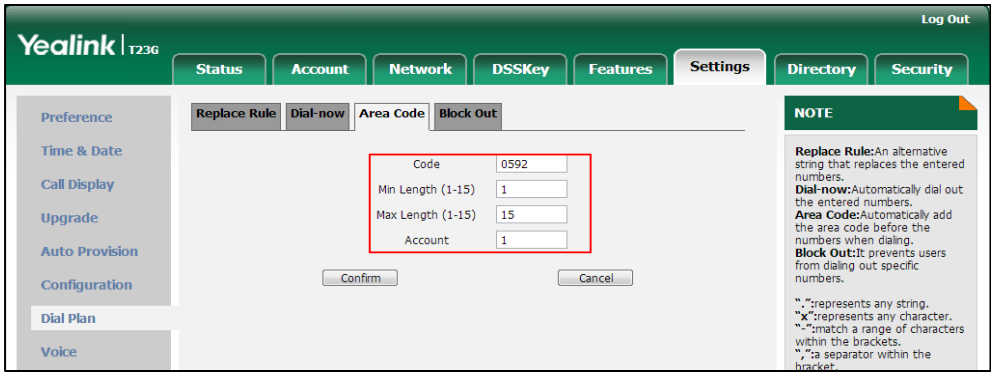 Log Out
Yealink T23G
Status Account Network DSSKey Features Settings Directory Security
Preference
Time & Date
Call Display
Upgrade
Auto Provision
Configuration
Dial Plan
Voice
Replace Rule Dial-now Area Code Block Out
Code 0592
Min Length (1-15) 1
Max Length (1-15) 15
Account 1
Confirm Cancel
NOTE
Replace Rule:An alternative
string that replaces the entered
numbers.
Dial-now:Automatically dial out
the entered numbers.
Area Code:Automatically add
the area code before the
numbers when dialing.
Block Out:It prevents users
from dialing out specific
numbers.
".":represents any string.
"x":represents any character.
"-":match a range of characters
within the brackets.
",":a separator within the
bracket.